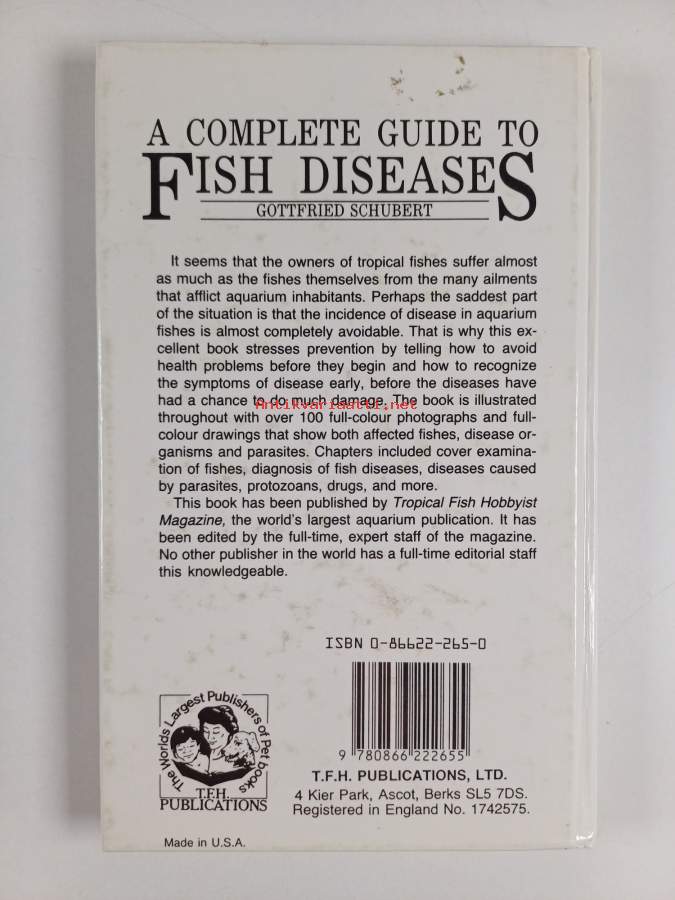 A COMPLETE GUIDE TO
FISH DISEASES
GOTTFRIED SCHUBERT
It seems that the owners of tropical fishes suffer almost
as much as the fishes themselves from the many ailments
that afflict aquarium inhabitants. Perhaps the saddest part
of the situation is that the incidence of disease in aquarium
fishes is almost completely avoidable. That is why this ex-
cellent book stresses prevention by telling how to avoid
health problems before they begin and how to recognize
the symptoms of disease early, before the diseases have
had a chance to do much damage. The book is illustrated
Antikvariaatti.net
throughout with over 100 full-colour photographs and full-
colour drawings that show both affected fishes, disease or-
ganisms and parasites. Chapters included cover examina-
tion of fishes, diagnosis of fish diseases, diseases caused
by parasites, protozoans, drugs, and more.
This book has been published by Tropical Fish Hobbyist
Magazine, the world's largest aquarium publication. It has
been edited by the full-time, expert staff of the magazine.
No other publisher in the world has a full-time editorial staff
this knowledgeable.
ISBN 0-86622-265-0
9 780866 222655
The Worlds Largest Publishers of Pet books
T.F.H.
PUBLICATIONS
T.F.H. PUBLICATIONS, LTD.
4 Kier Park, Ascot, Berks SL5 7DS.
Registered in England No. 1742575.
Made in U.S.A.